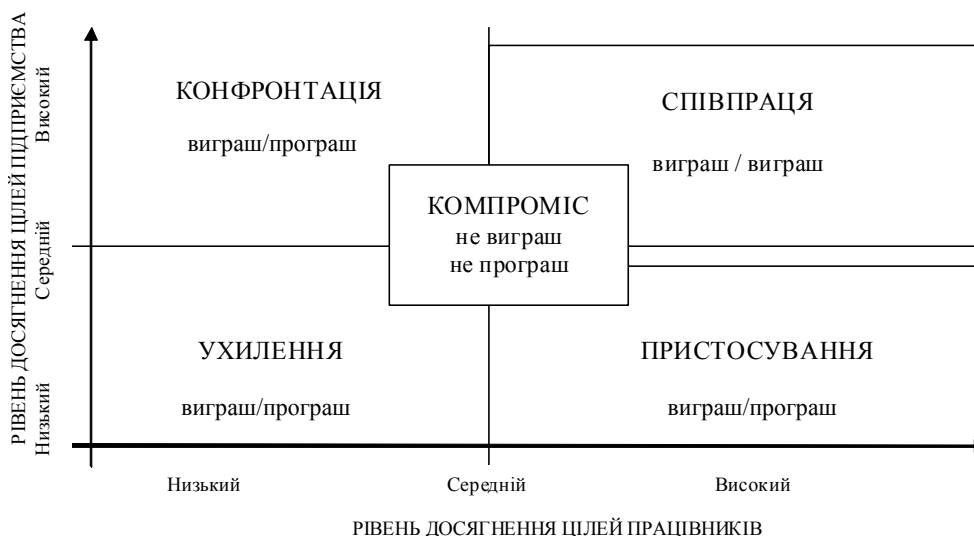 РІВЕНЬ ДОСЯГНЕННЯ ЦІЛЕЙ ПІДПРИЄМСТВА
Високий
Середній
Низький
КОНФРОНТАЦІЯ
виграш/програш
СПІВПРАЦЯ
виграш / виграш
КОМПРОМІС
не виграш
не програш
УХИЛЕННЯ
виграш/програш
ПРИСТОСУВАННЯ
виграш/програш
Низький
Середній
Високий
РІВЕНЬ ДОСЯГНЕННЯ ЦІЛЕЙ ПРАЦІВНИКІВ